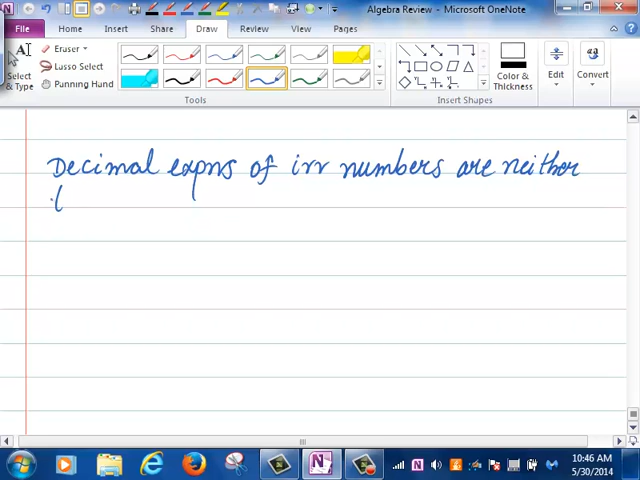 Algebra Review - Microsoft OneNote
File Home Insert Share Draw Review View Pages
Select & Type
Eraser
Lasso Select
Panning Hand
Tools
Color & Thickness
Insert Shapes
Edit
Convert
Decimal expns of irr numbers are neither
10:46 AM
5/30/2014